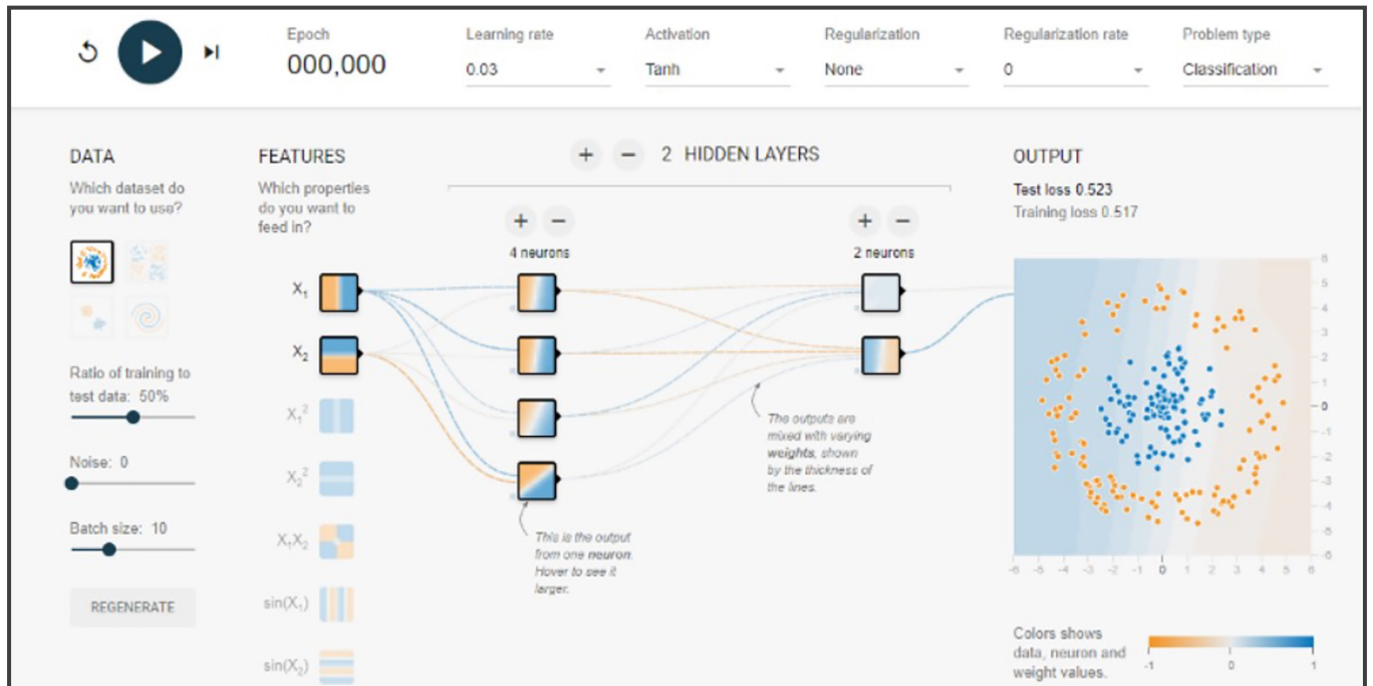 Epoch
000,000
Learning rate
0.03
Activation
Tanh
Regularization
None
Regularization rate
0
Problem type
Classification
DATA
Which dataset do
you want to use?
Ratio of training to
test data: 50%
Noise: 0
Batch size: 10
REGENERATE
FEATURES
Which properties
do you want to
feed in?
X₁
X₂
X₁²
X₂²
X₁X₂
sin(X₁)
sin(X₂)
+ − 2 HIDDEN LAYERS
+ −
4 neurons
+ −
2 neurons
This is the output
from one neuron.
Hover to see it
larger.
The outputs are
mixed with varying
weights, shown
by the thickness of
the lines.
OUTPUT
Test loss 0.523
Training loss 0.517
6
5
4
3
2
1
0
-1
-2
-3
-4
-5
-6
-6 -5 -4 -3 -2 -1 0 1 2 3 4 5 6
Colors shows
data, neuron and
weight values.
-1 0 1